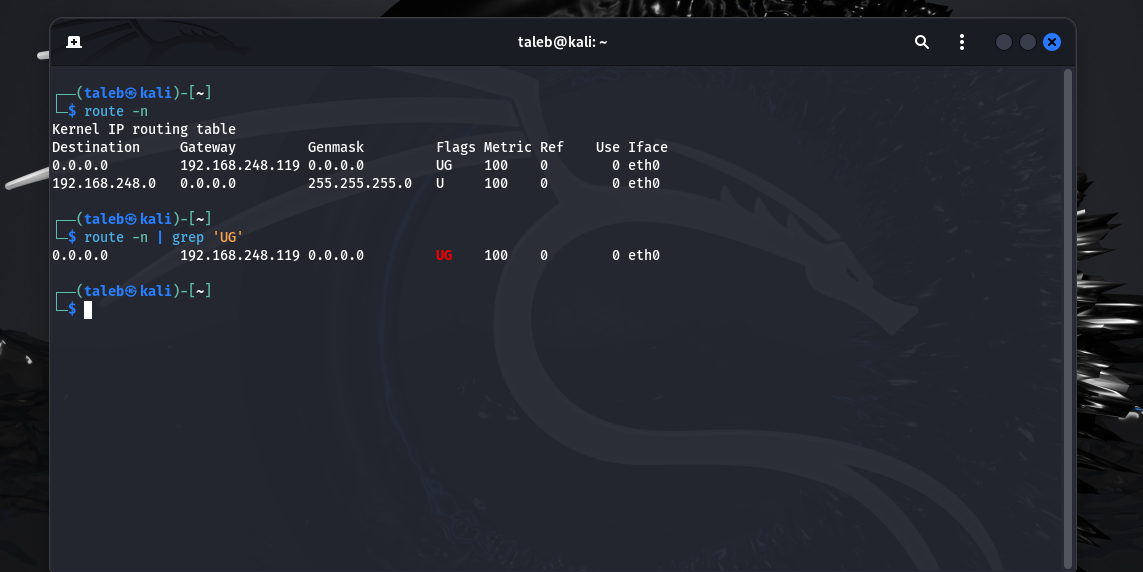 taleb@kali: ~
┌──(taleb㉿kali)-[~]
└─$ route -n
Kernel IP routing table
Destination     Gateway         Genmask         Flags Metric Ref    Use Iface
0.0.0.0         192.168.248.119 0.0.0.0         UG    100    0        0 eth0
192.168.248.0   0.0.0.0         255.255.255.0   U     100    0        0 eth0
┌──(taleb㉿kali)-[~]
└─$ route -n | grep 'UG'
0.0.0.0         192.168.248.119 0.0.0.0         UG    100    0        0 eth0
┌──(taleb㉿kali)-[~]
└─$